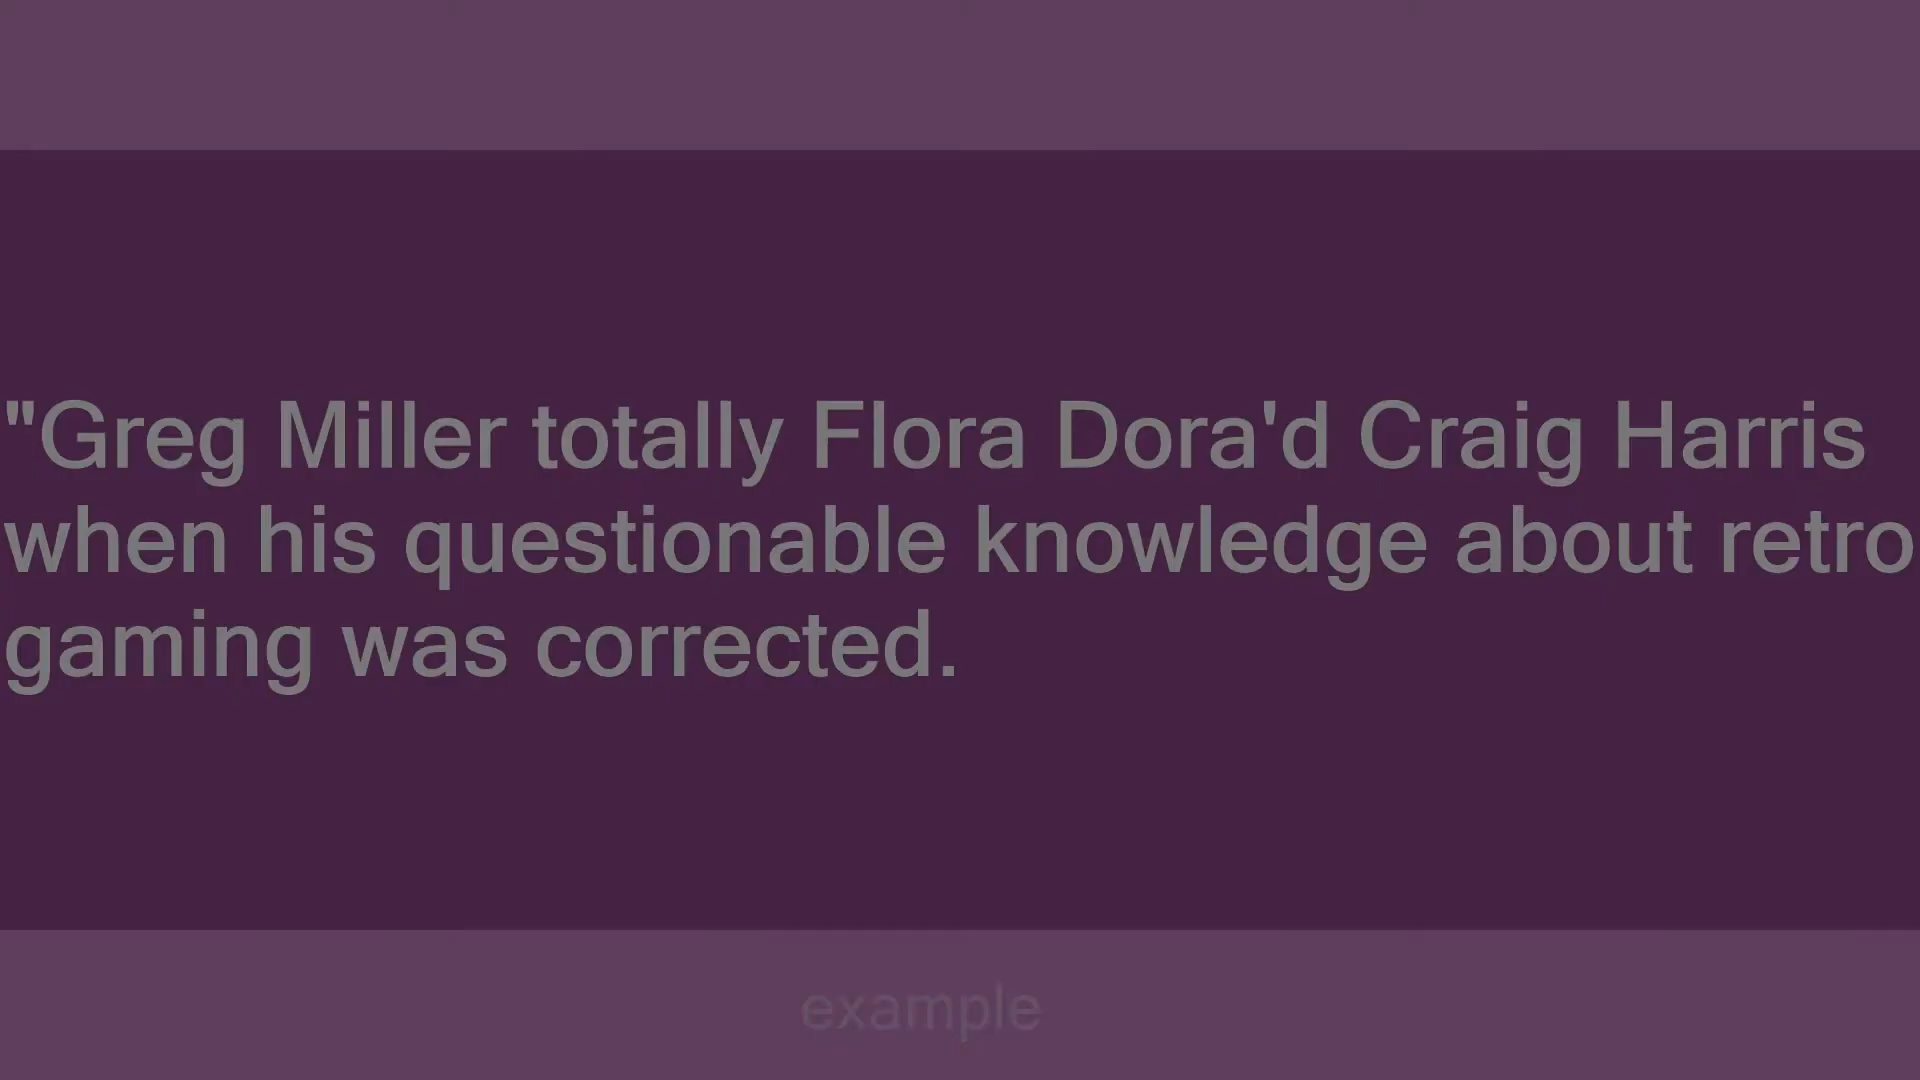 "Greg Miller totally Flora Dora'd Craig Harris
when his questionable knowledge about retro
gaming was corrected.
example